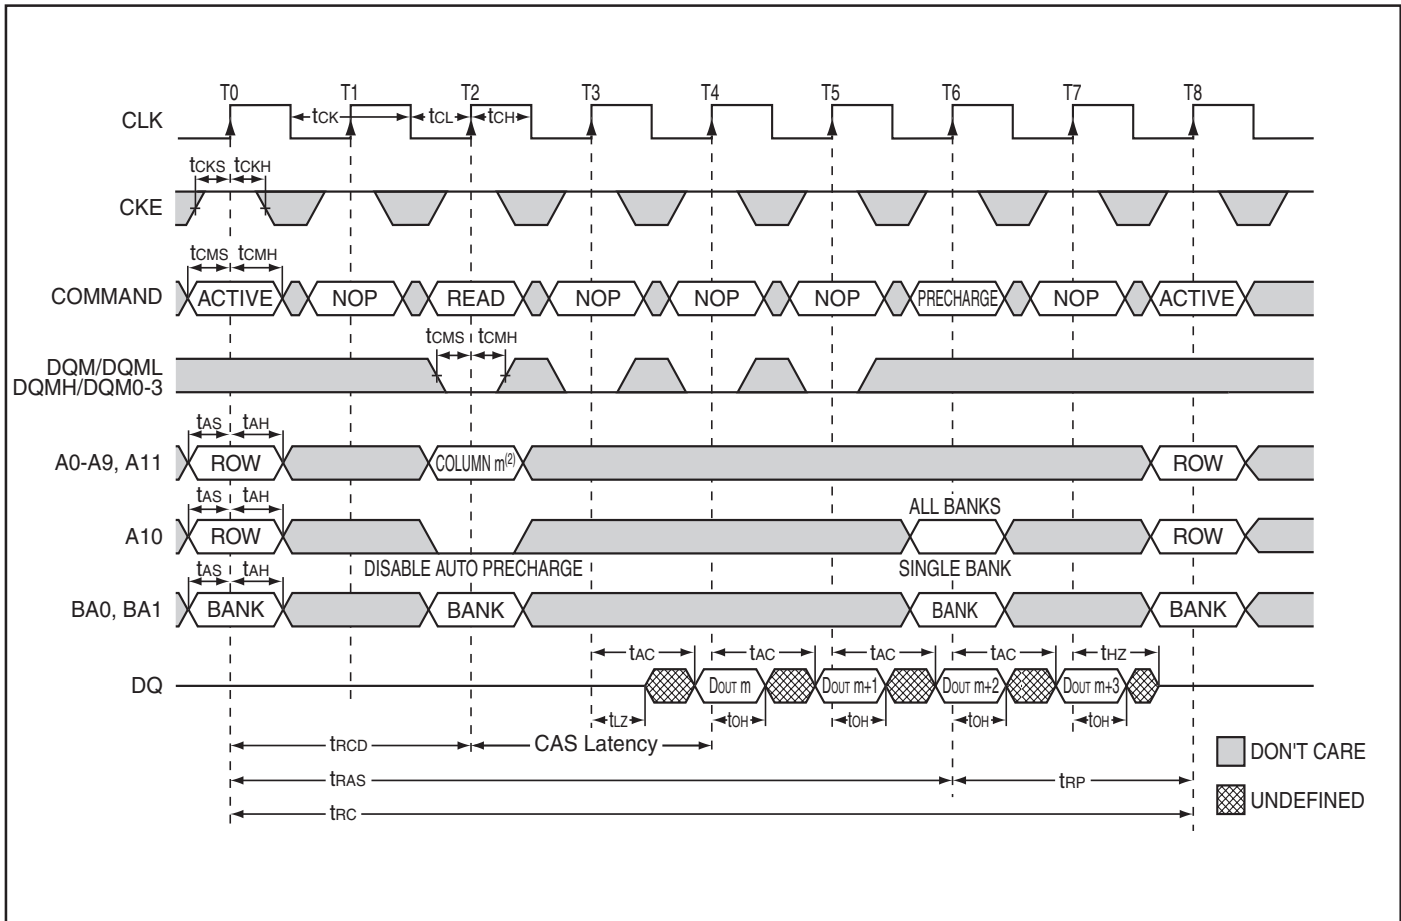 T0 T1 T2 T3 T4 T5 T6 T7 T8
CLK tCK tCL tCH
tCKS tCKH
CKE
tCMS tCMH
COMMAND ACTIVE NOP READ NOP NOP NOP PRECHARGE NOP ACTIVE
tCMS tCMH
DQM/DQML
DQMH/DQM0-3
tAS tAH
A0-A9, A11 ROW COLUMN m(2) ROW
tAS tAH ALL BANKS
A10 ROW ROW
tAS tAH DISABLE AUTO PRECHARGE SINGLE BANK
BA0, BA1 BANK BANK BANK BANK
tAC tAC tAC tAC tHZ
DQ DOUT m DOUT m+1 DOUT m+2 DOUT m+3
tLZ tOH tOH tOH tOH
tRCD CAS Latency
DON'T CARE
tRAS tRP
UNDEFINED
tRC